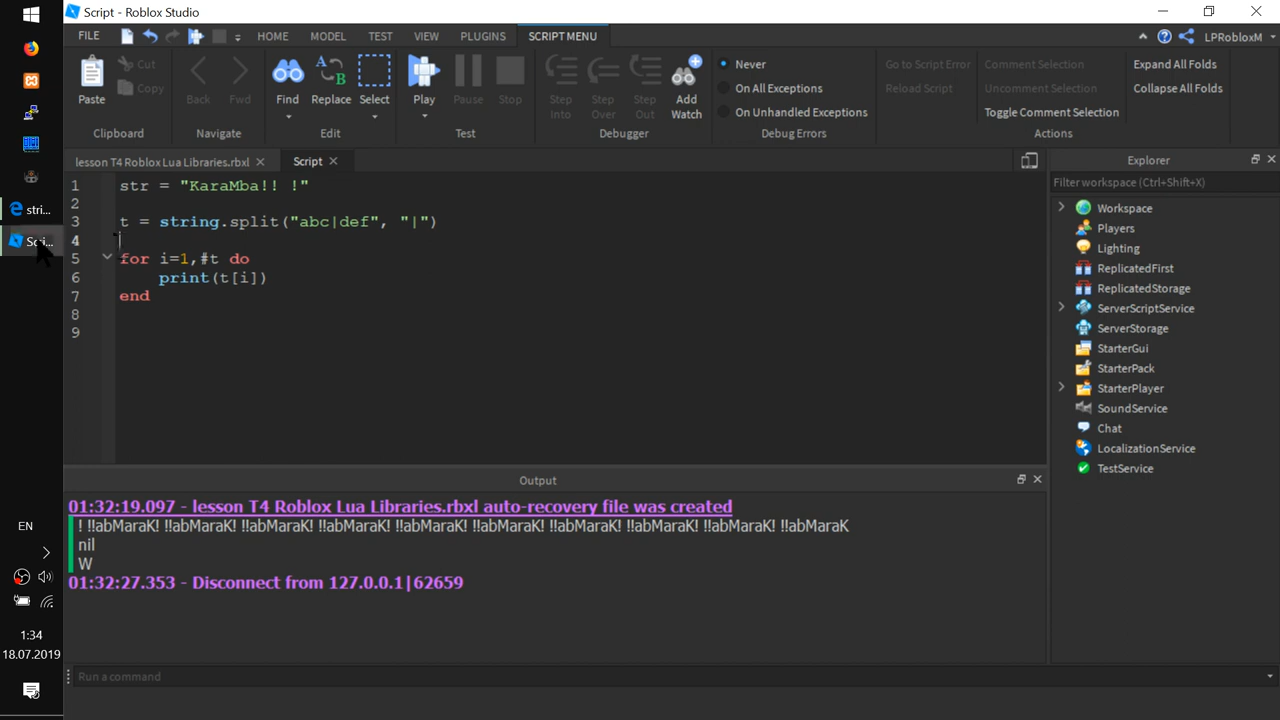 Script - Roblox Studio
FILE HOME MODEL TEST VIEW PLUGINS SCRIPT MENU LPRobloxM
Paste Cut Copy Clipboard
Back Fwd Navigate
Find Replace Select Edit
Play Pause Stop Test
Step Into Step Over Step Out Add Watch Debugger
Never
On All Exceptions
On Unhandled Exceptions
Debug Errors
Go to Script Error
Reload Script
Comment Selection
Uncomment Selection
Toggle Comment Selection
Expand All Folds
Collapse All Folds
Actions
lesson T4 Roblox Lua Libraries.rbxl
Script
1 str = "KaraMba!! !"
2
3 t = string.split("abc|def", "|")
4
5 for i=1,#t do
6 print(t[i])
7 end
8
9
Explorer
Filter workspace (Ctrl+Shift+X)
Workspace
Players
Lighting
ReplicatedFirst
ReplicatedStorage
ServerScriptService
ServerStorage
StarterGui
StarterPack
StarterPlayer
SoundService
Chat
LocalizationService
TestService
Output
01:32:19.097 - lesson T4 Roblox Lua Libraries.rbxl auto-recovery file was created
! !!abMaraK! !!abMaraK! !!abMaraK! !!abMaraK! !!abMaraK! !!abMaraK! !!abMaraK! !!abMaraK! !!abMaraK! !!abMaraK
nil
W
01:32:27.353 - Disconnect from 127.0.0.1|62659
Run a command
stri...
Scri...
EN
1:34
18.07.2019